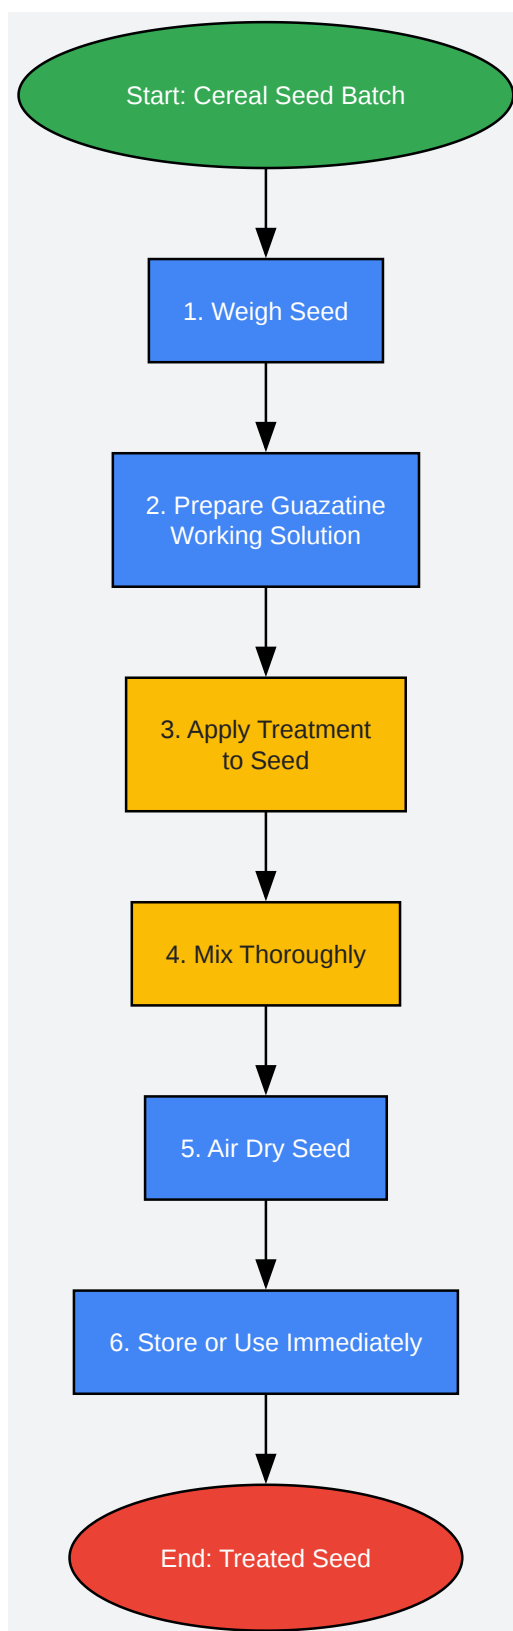 Start: Cereal Seed Batch
1. Weigh Seed
2. Prepare Guazatine
Working Solution
3. Apply Treatment
to Seed
4. Mix Thoroughly
5. Air Dry Seed
6. Store or Use Immediately
End: Treated Seed